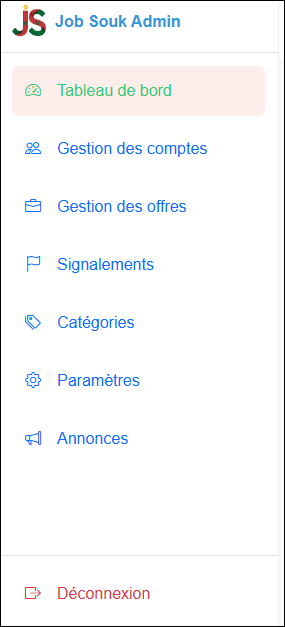 JS Job Souk Admin
Tableau de bord
Gestion des comptes
Gestion des offres
Signalements
Catégories
Paramètres
Annonces
Déconnexion